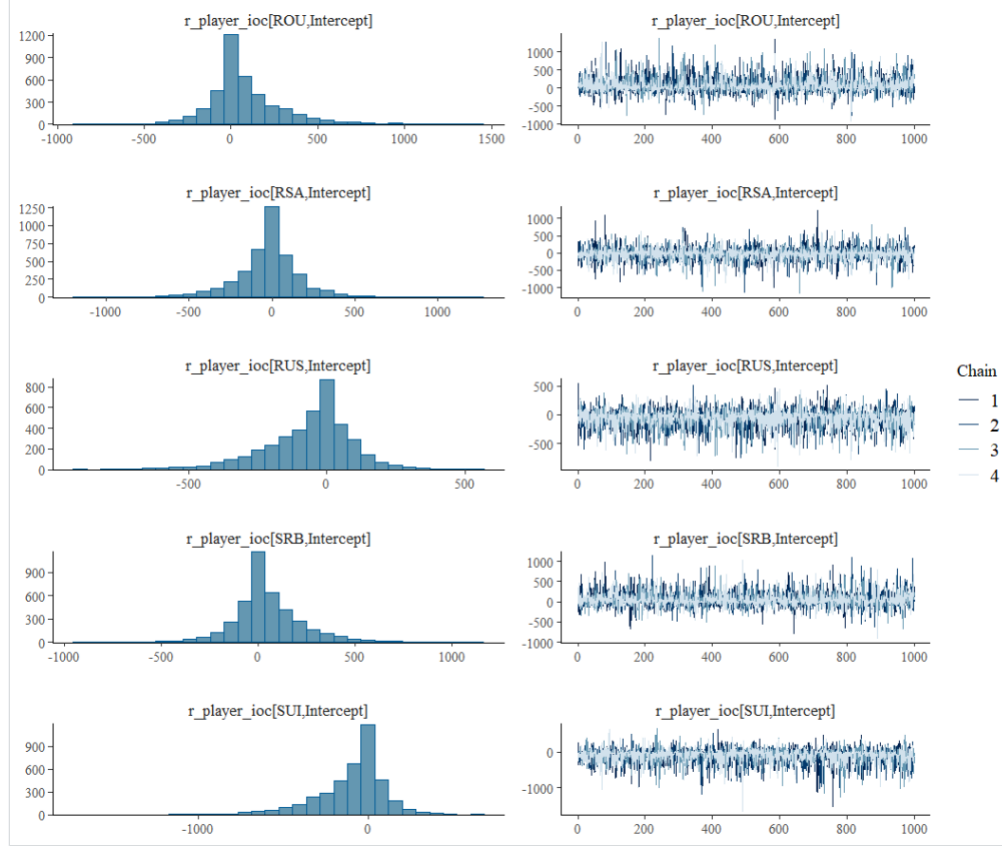 r_player_ioc[ROU,Intercept]
1200
900
600
300
0
-1000 -500 0 500 1000 1500
r_player_ioc[ROU,Intercept]
1000
500
0
-500
-1000
0 200 400 600 800 1000
r_player_ioc[RSA,Intercept]
1250
1000
750
500
250
0
-1000 -500 0 500 1000
r_player_ioc[RSA,Intercept]
1000
500
0
-500
-1000
0 200 400 600 800 1000
r_player_ioc[RUS,Intercept]
800
600
400
200
0
-500 0 500
r_player_ioc[RUS,Intercept]
500
0
-500
0 200 400 600 800 1000
Chain
1
2
3
4
r_player_ioc[SRB,Intercept]
900
600
300
0
-1000 -500 0 500 1000
r_player_ioc[SRB,Intercept]
1000
500
0
-500
-1000
0 200 400 600 800 1000
r_player_ioc[SUI,Intercept]
900
600
300
0
-1000 0
r_player_ioc[SUI,Intercept]
0
-1000
0 200 400 600 800 1000